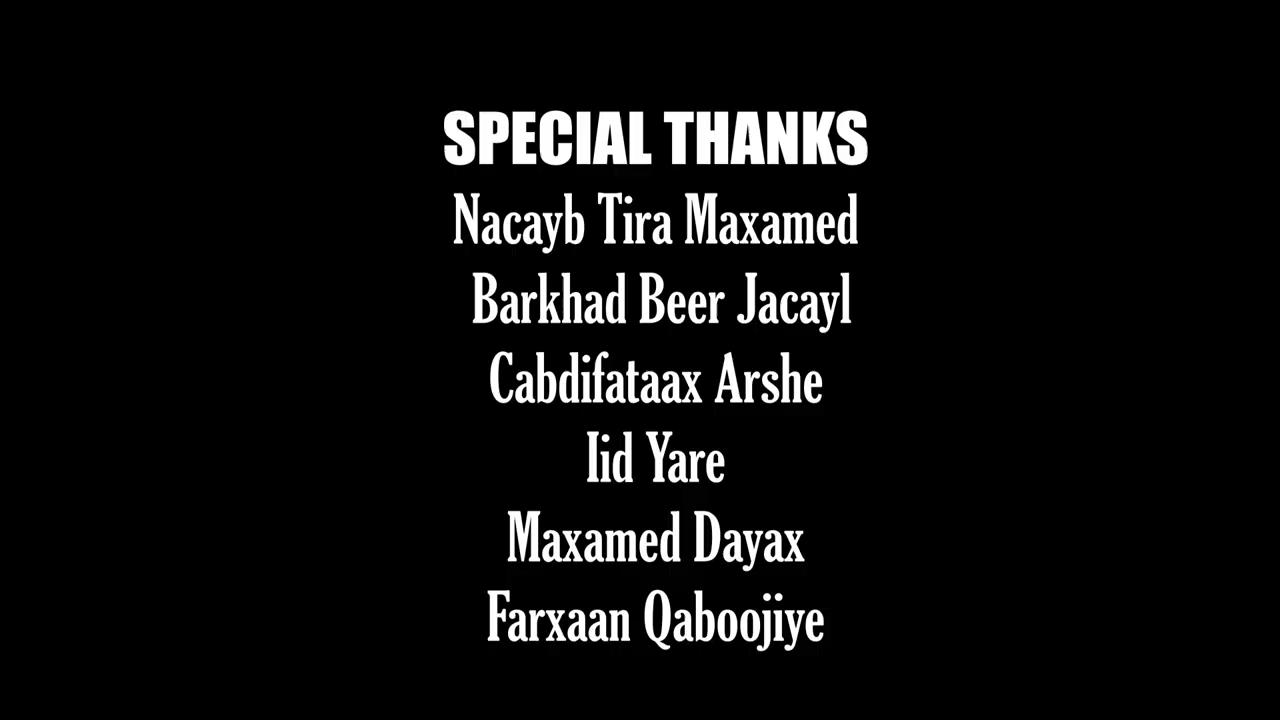 SPECIAL THANKS
Nacayb Tira Maxamed
Barkhad Beer Jacayl
Cabdifataax Arshe
Iid Yare
Maxamed Dayax
Farxaan Qaboojiye